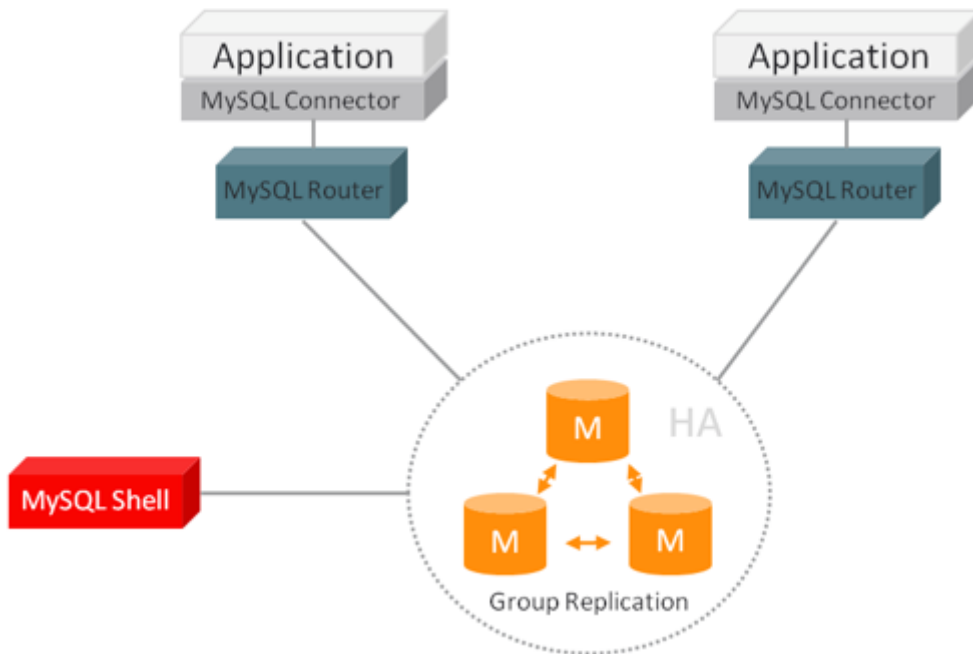 Application
MySQL Connector
MySQL Router
Application
MySQL Connector
MySQL Router
HA
M
MySQL Shell
M
M
Group Replication